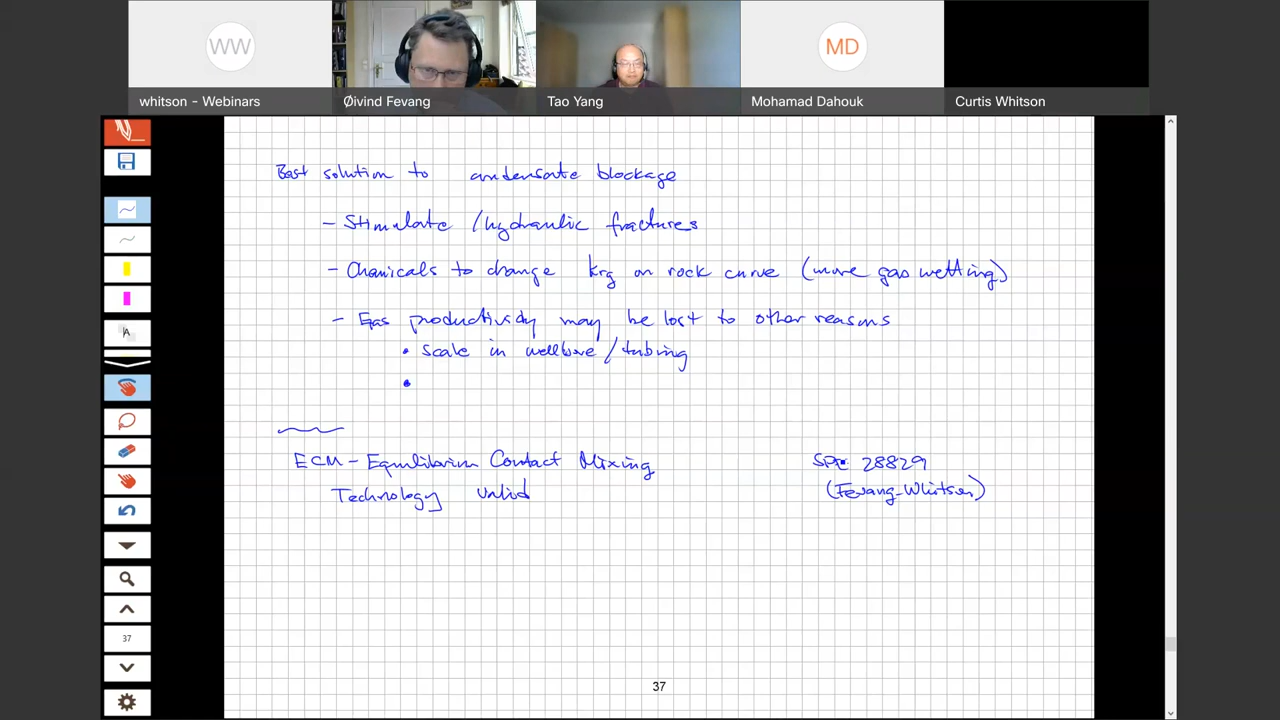 WW
MD
whitson - Webinars
Øivind Fevang
Tao Yang
Mohamad Dahouk
Curtis Whitson
Best solution to condensate blockage
- Stimulate / hydraulic fractures
- Chemicals to change krg on rock curve (more gas wetting)
- Gas productivity may be lost to other reasons
• scale in wellbore / tubing
•
ECM - Equilibrium Contact Mixing
SPE 28829
Technology valid
(Fevang-Whitson)
A
37
37